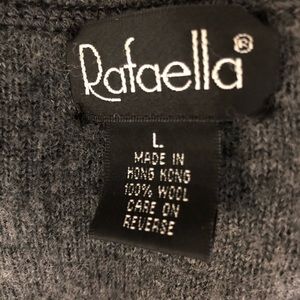 Rafaella®
L
MADE IN
HONG KONG
100% WOOL
CARE ON
REVERSE